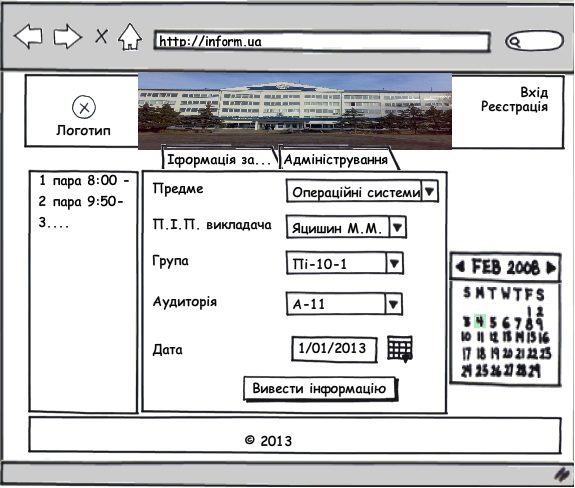 http://inform.ua
Логотип
Вхід
Реєстрація
Іформація за...
Адміністрування
1 пара 8:00 -
2 пара 9:50-
3....
Предме
Операційні системи
П.І.П. викладача
Яцишин М.М.
Група
Пі-10-1
Аудиторія
А-11
Дата
1/01/2013
Вивести інформацію
FEB 2008
S M T W T F S
1 2
3 4 5 6 7 8 9
10 11 12 13 14 15 16
17 18 19 20 21 22 23
24 25 26 27 28 29
© 2013